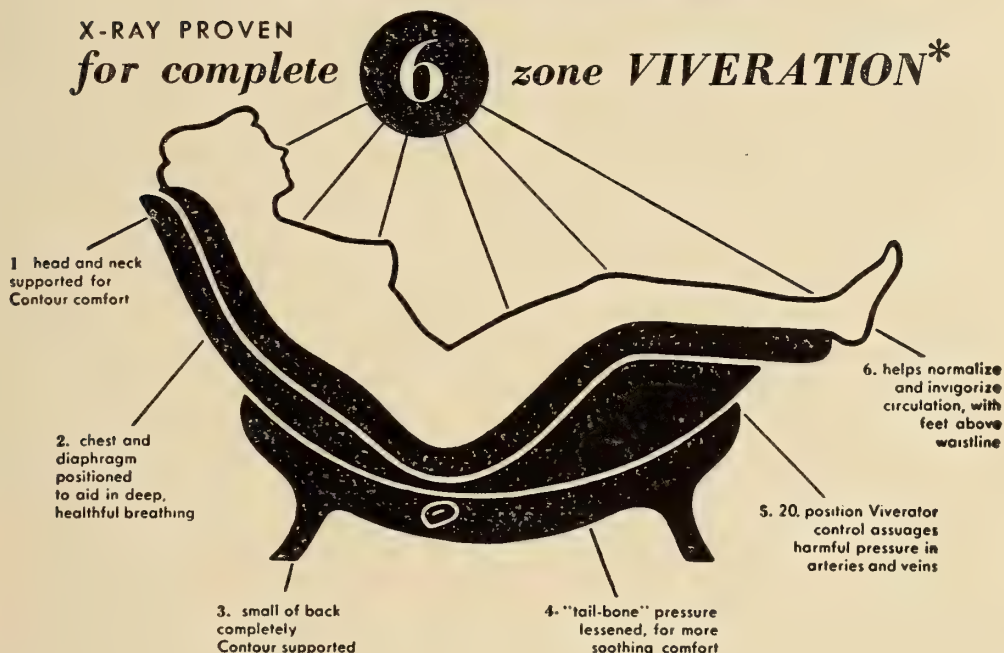 X-RAY PROVEN
for complete 6 zone VIVERATION*
1 head and neck
supported for
Contour comfort
2. chest and
diaphragm
positioned
to aid in deep,
healthful breathing
3. small of back
completely
Contour supported
4. "tail-bone" pressure
lessened, for more
soothing comfort
5. 20. position Viverator
control assuages
harmful pressure in
arteries and veins
6. helps normalize
and invigorize
circulation, with
feet above
waistline